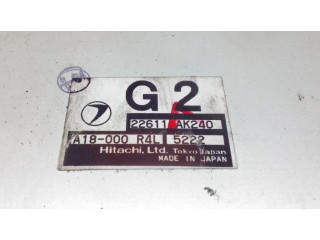 G 2
22611 AK240
A18-000 R4L 5222
Hitachi, Ltd. Tokyo Japan
MADE IN JAPAN